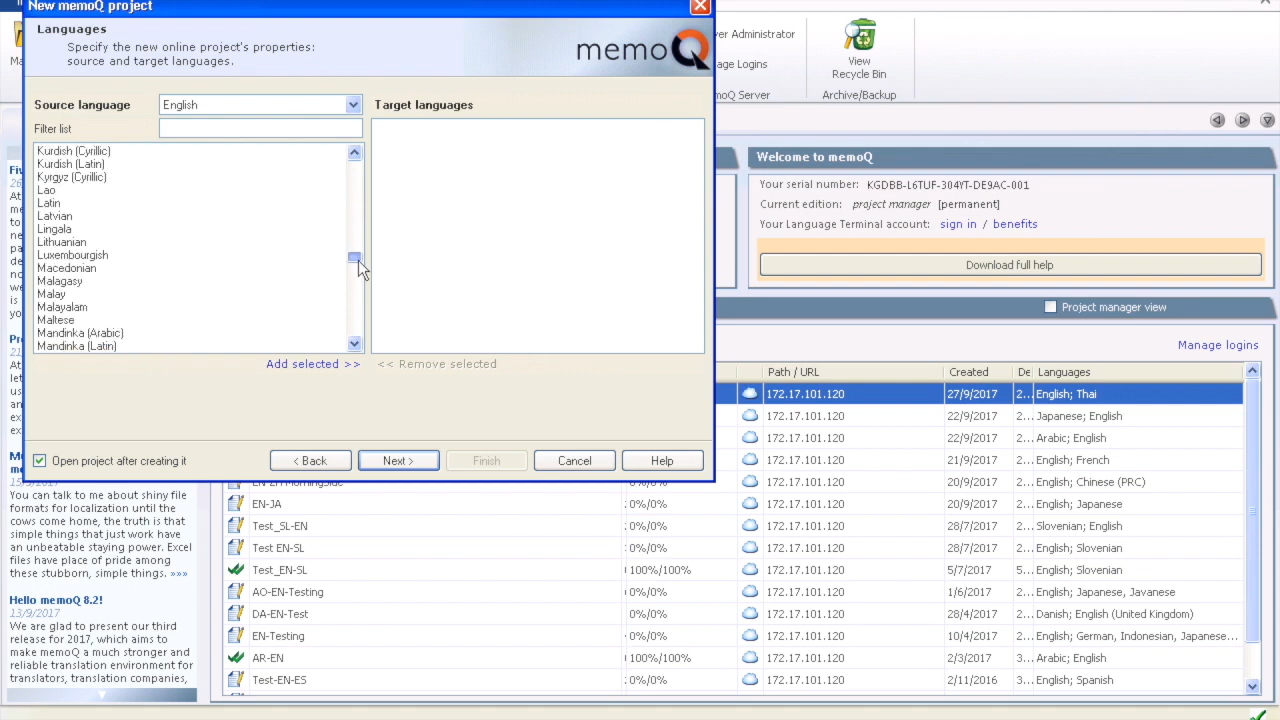 New memoQ project
Languages
Specify the new online project's properties:
source and target languages.
memoQ
Source language
English
Target languages
Filter list
Kurdish (Cyrillic)
Kurdish (Latin)
Kyrgyz (Cyrillic)
Lao
Latin
Latvian
Lingala
Lithuanian
Luxembourgish
Macedonian
Malagasy
Malay
Malayalam
Maltese
Mandinka (Arabic)
Mandinka (Latin)
Add selected >>
<< Remove selected
Open project after creating it
< Back
Next >
Finish
Cancel
Help
View
Recycle Bin
Archive/Backup
Welcome to memoQ
Your serial number: KGDBB-L6TUF-304YT-DE9AC-001
Current edition: project manager [permanent]
Your Language Terminal account: sign in / benefits
Download full help
Project manager view
Manage logins
Path / URL
Created
De
Languages
172.17.101.120 27/9/2017 2... English; Thai
172.17.101.120 22/9/2017 2... Japanese; English
172.17.101.120 22/9/2017 2... Arabic; English
172.17.101.120 21/9/2017 2... English; French
0%/0% 172.17.101.120 20/9/2017 2... English; Chinese (PRC)
EN-JA 0%/0% 172.17.101.120 20/9/2017 2... English; Japanese
Test_SL-EN 0%/0% 172.17.101.120 28/7/2017 2... Slovenian; English
Test EN-SL 0%/0% 172.17.101.120 28/7/2017 2... English; Slovenian
Test_EN-SL 100%/100% 172.17.101.120 5/7/2017 5... English; Slovenian
AO-EN-Testing 0%/0% 172.17.101.120 1/6/2017 2... English; Japanese, Javanese
DA-EN-Test 0%/0% 172.17.101.120 28/4/2017 2... Danish; English (United Kingdom)
EN-Testing 0%/0% 172.17.101.120 10/4/2017 2... English; German, Indonesian, Japanese...
AR-EN 100%/100% 172.17.101.120 2/3/2017 3... Arabic; English
Test-EN-ES 0%/0% 172.17.101.120 2/11/2016 3... English; Spanish
You can talk to me about shiny file
formats for localization until the
cows come home, the truth is that
simple things that just work have
an unbeatable staying power. Excel
files have place of pride among
these stubborn, simple things. »»»
Hello memoQ 8.2!
13/9/2017
We are glad to present our third
release for 2017, which aims to
make memoQ a much stronger and
reliable translation environment for
translators, translation companies,